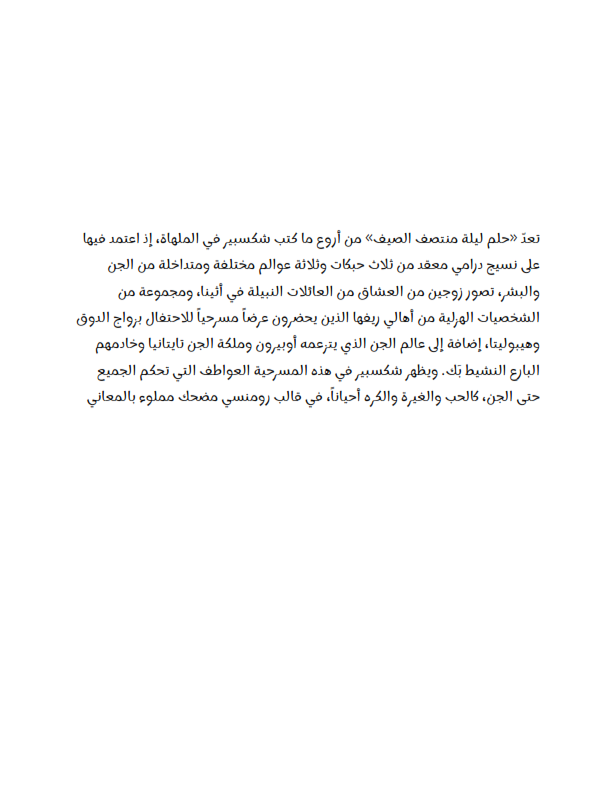 تعدّ «حلم ليلة منتصف الصيف» من أروع ما كتب شكسبير في الملهاة، إذ اعتمد فيها
على نسيج درامي معقد من ثلاث حبكات وثلاثة عوالم مختلفة ومتداخلة من الجن
والبشر، تصور زوجين من العشاق من العائلات النبيلة في أثينا، ومجموعة من
الشخصيات الهزلية من أهالي ريفها الذين يحضرون عرضاً مسرحياً للاحتفال بزواج الدوق
وهيبوليتا، إضافة إلى عالم الجن الذي يتزعمه أوبيرون وملكة الجن تايتانيا وخادمهم
البارع النشيط بَك. ويظهر شكسبير في هذه المسرحية العواطف التي تحكم الجميع
حتى الجن، كالحب والغيرة والكره أحياناً، في قالب رومنسي مضحك مملوء بالمعاني